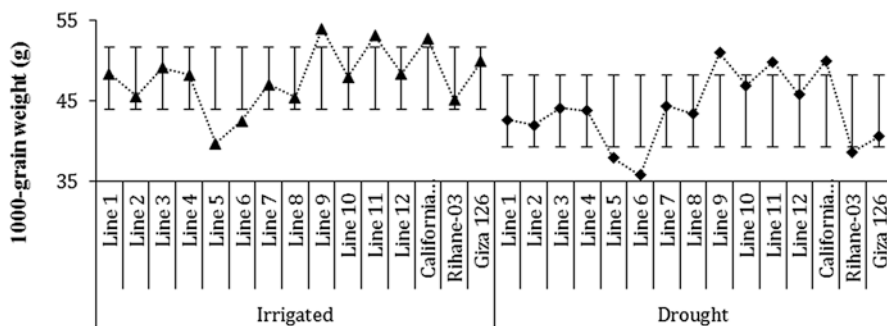 1000-grain weight (g)
55
45
35
Line 1
Line 2
Line 3
Line 4
Line 5
Line 6
Line 7
Line 8
Line 9
Line 10
Line 11
Line 12
California...
Rihane-03
Giza 126
Line 1
Line 2
Line 3
Line 4
Line 5
Line 6
Line 7
Line 8
Line 9
Line 10
Line 11
Line 12
California...
Rihane-03
Giza 126
Irrigated
Drought